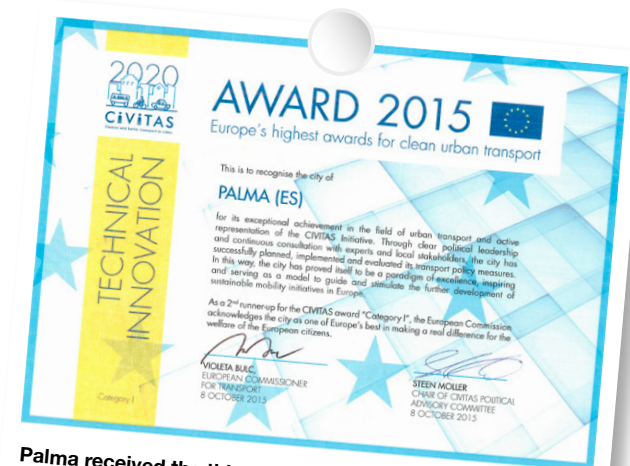 2020
CiViTAS
Cleaner and better transport in cities
TECHNICAL
INNOVATION
Category I
AWARD 2015
Europe's highest awards for clean urban transport
This is to recognise the city of
PALMA (ES)
for its exceptional achievement in the field of urban transport and active
representation of the CIVITAS Initiative. Through clear political leadership
and continuous consultation with experts and local stakeholders, the city has
successfully planned, implemented and evaluated its transport policy measures.
In this way, the city has proved itself to be a paradigm of excellence, inspiring
and serving as a model to guide and stimulate the further development of
sustainable mobility initiatives in Europe.
As a 2nd runner-up for the CIVITAS award "Category I", the European Commission
acknowledges the city as one of Europe's best in making a real difference for the
welfare of the European citizens.
VIOLETA BULC,
EUROPEAN COMMISSIONER
FOR TRANSPORT
8 OCTOBER 2015
STEEN MOLLER
CHAIR OF CIVITAS POLITICAL
ADVISORY COMMITTEE
8 OCTOBER 2015
Palma received